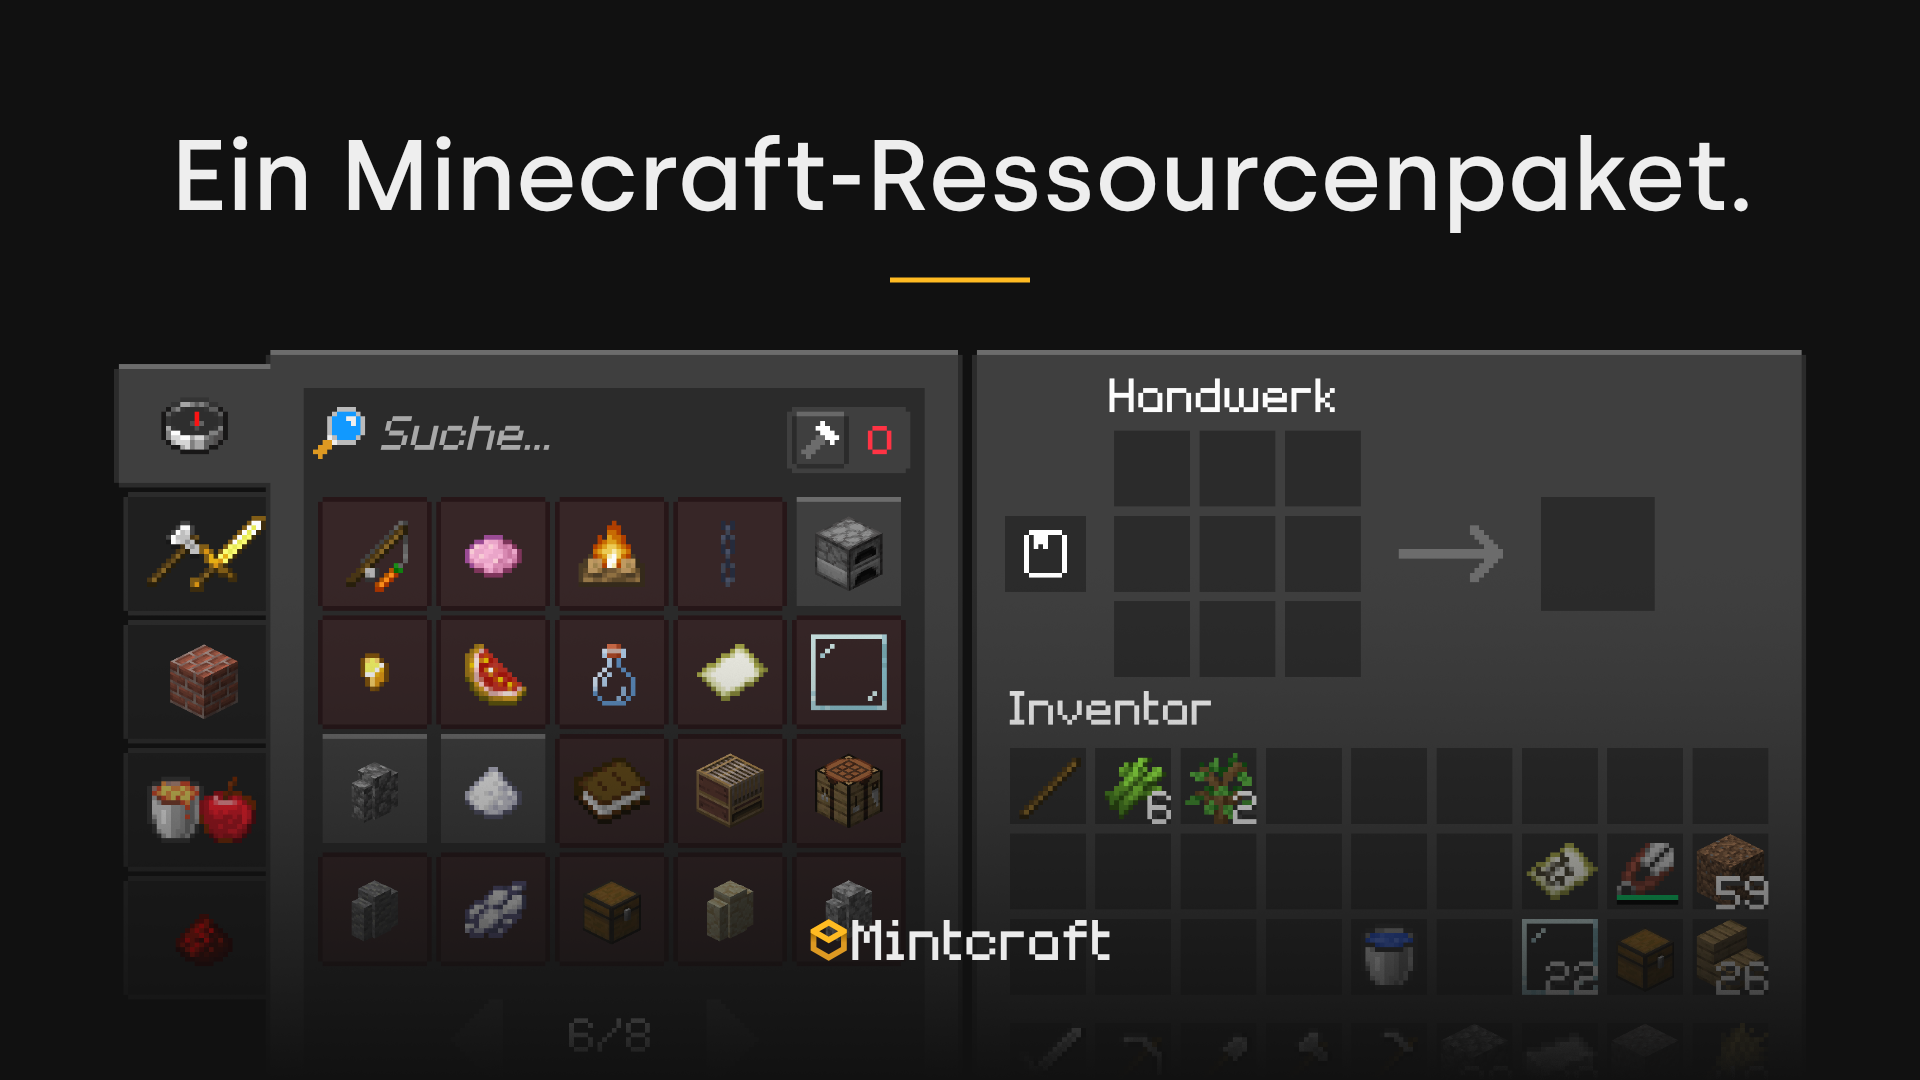 Ein Minecraft-Ressourcenpaket.
Suche...
0
Handwerk
Inventar
6
2
59
22
26
Mintcraft
6/8